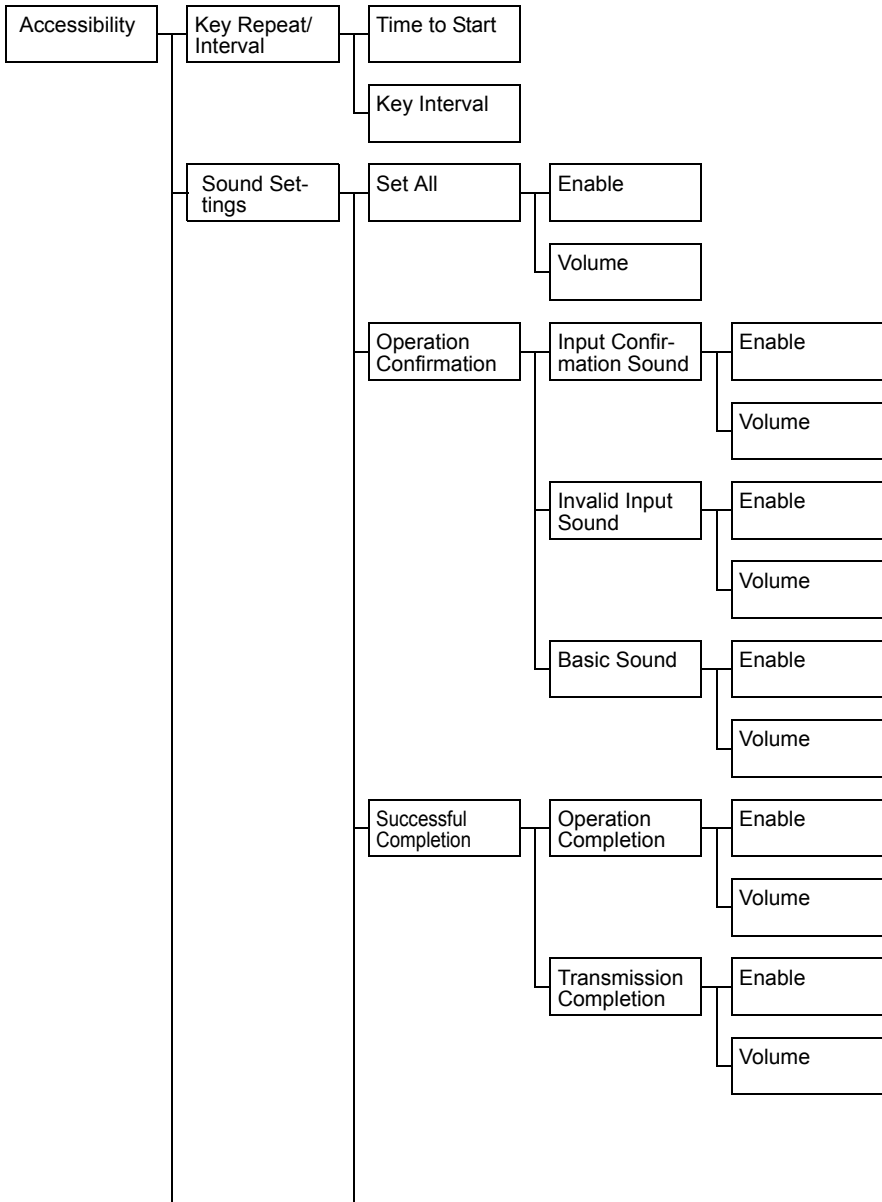 Accessibility
Key Repeat/
Interval
Time to Start
Key Interval
Sound Set-
tings
Set All
Enable
Volume
Operation
Confirmation
Input Confir-
mation Sound
Enable
Volume
Invalid Input
Sound
Enable
Volume
Basic Sound
Enable
Volume
Successful
Completion
Operation
Completion
Enable
Volume
Transmission
Completion
Enable
Volume